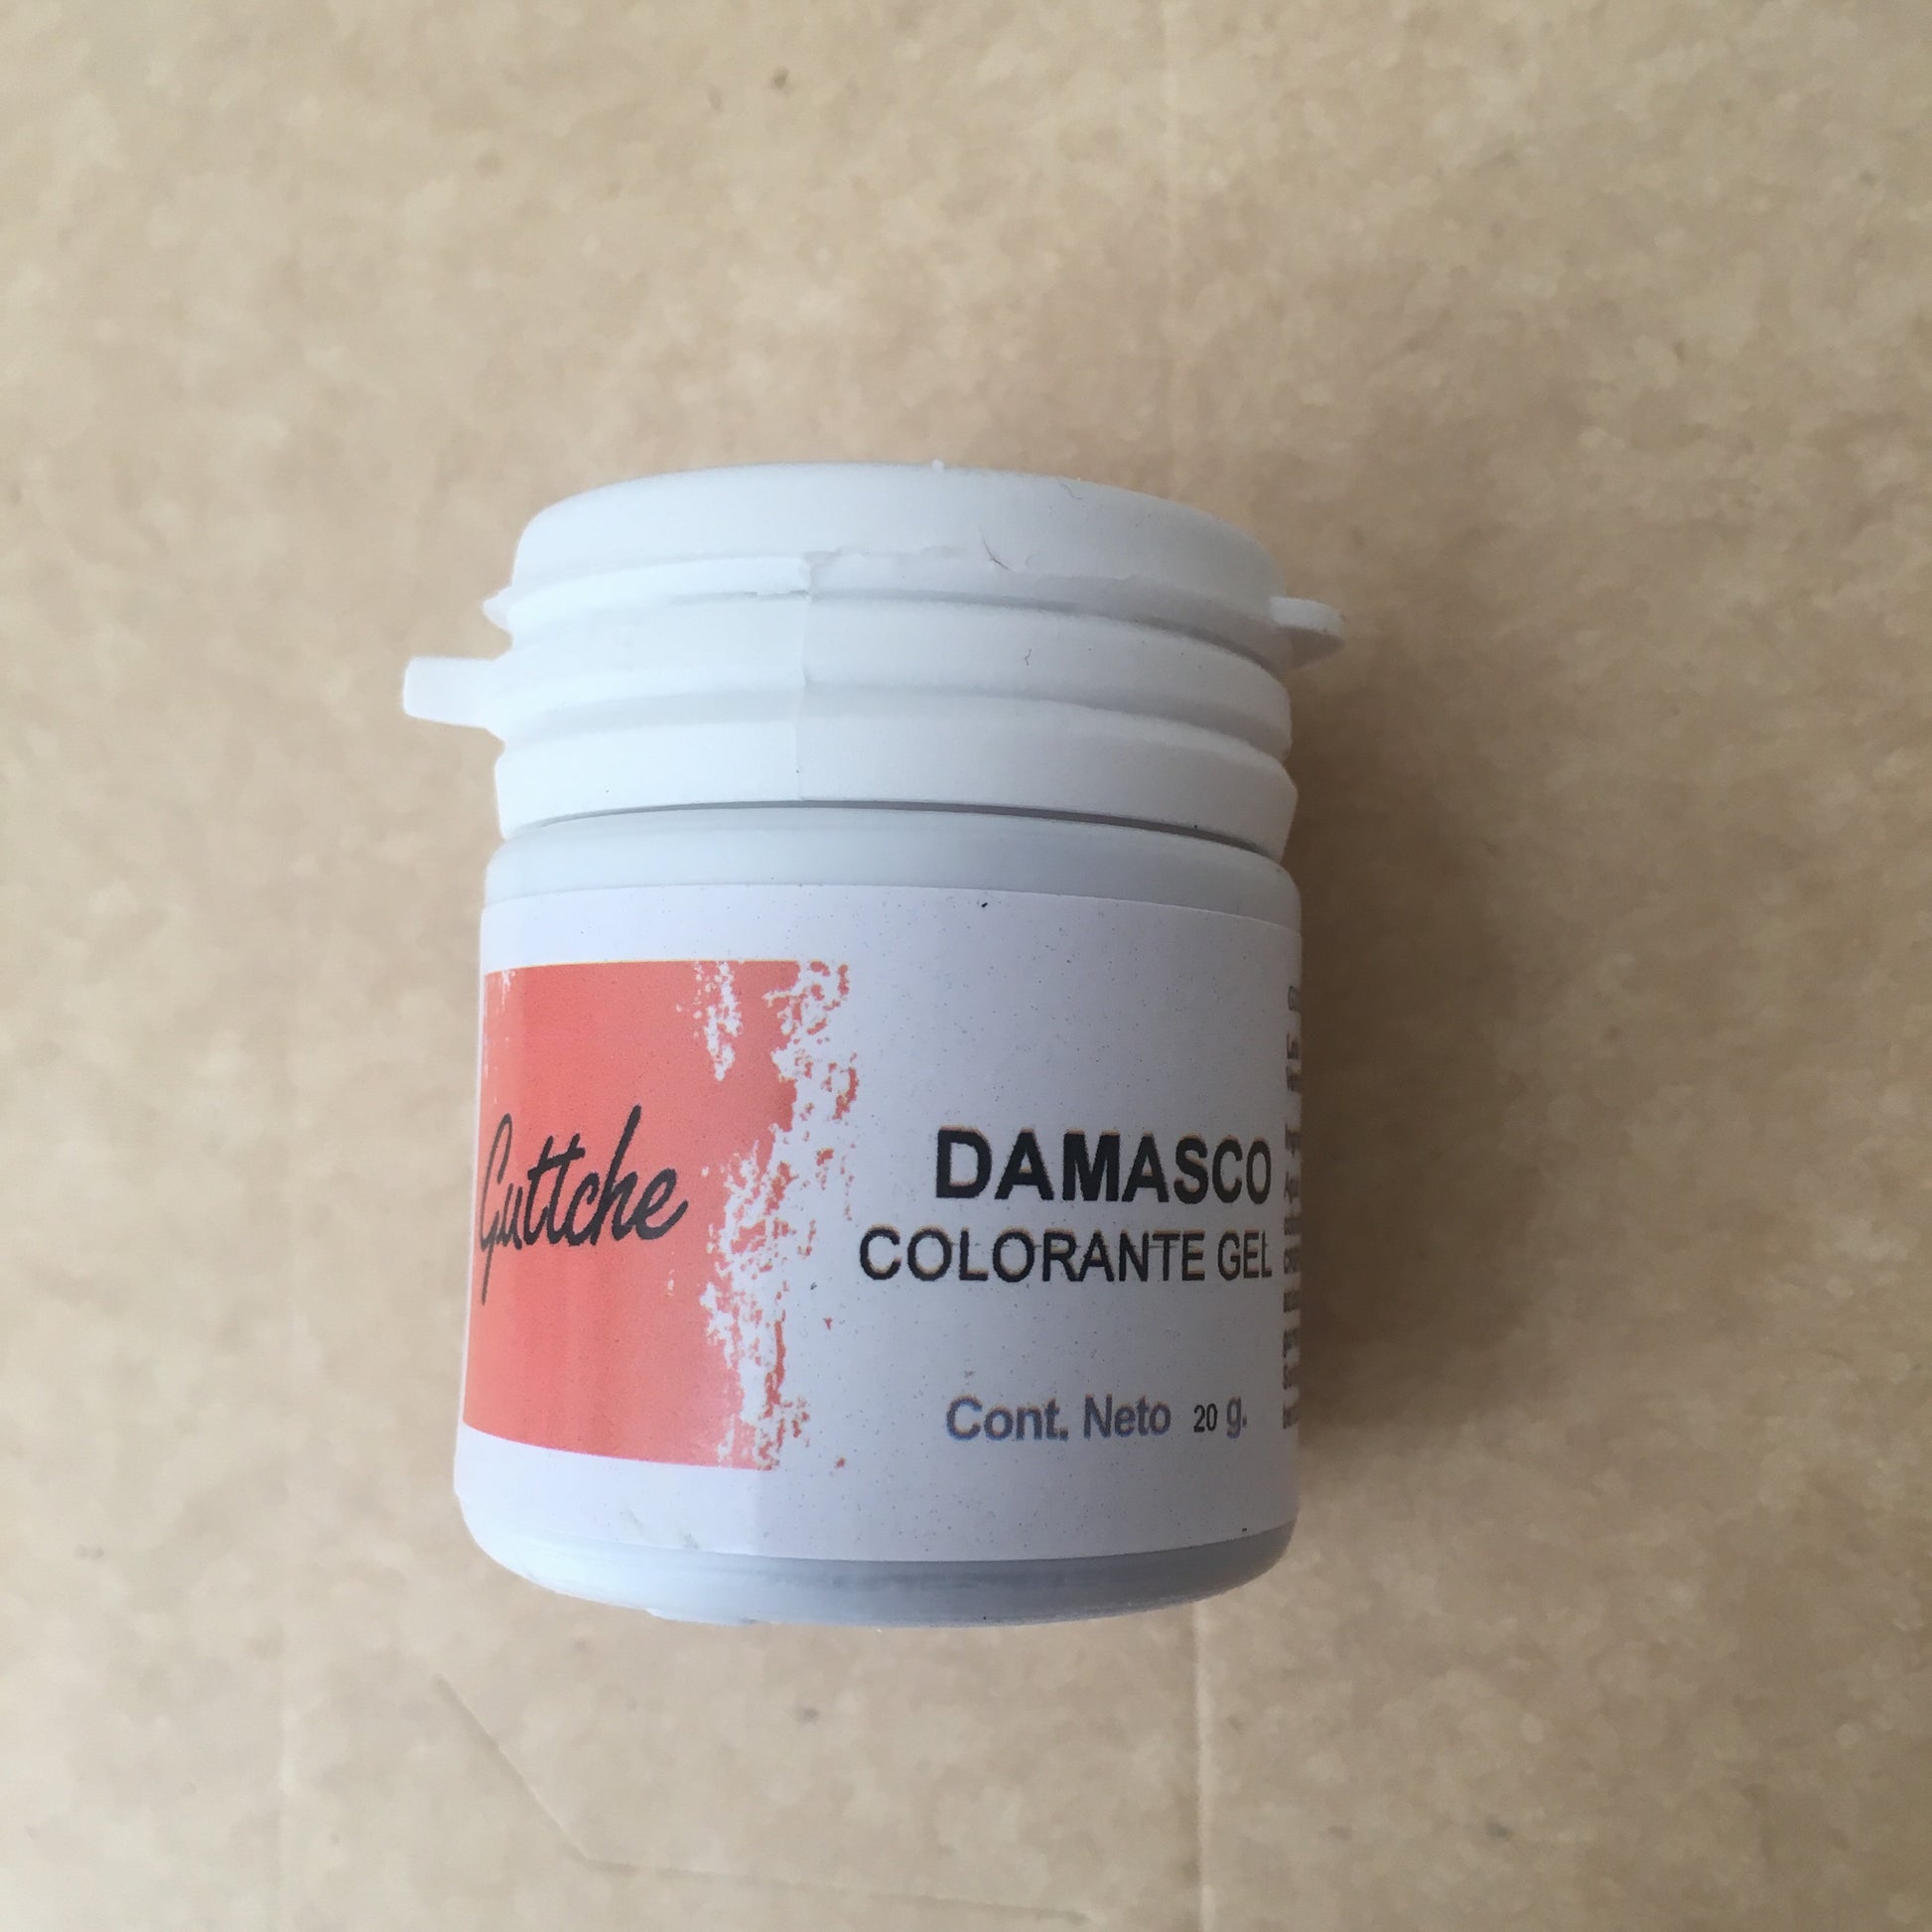 Guttche
DAMASCO
COLORANTE GEL
Cont. Neto 20 g.